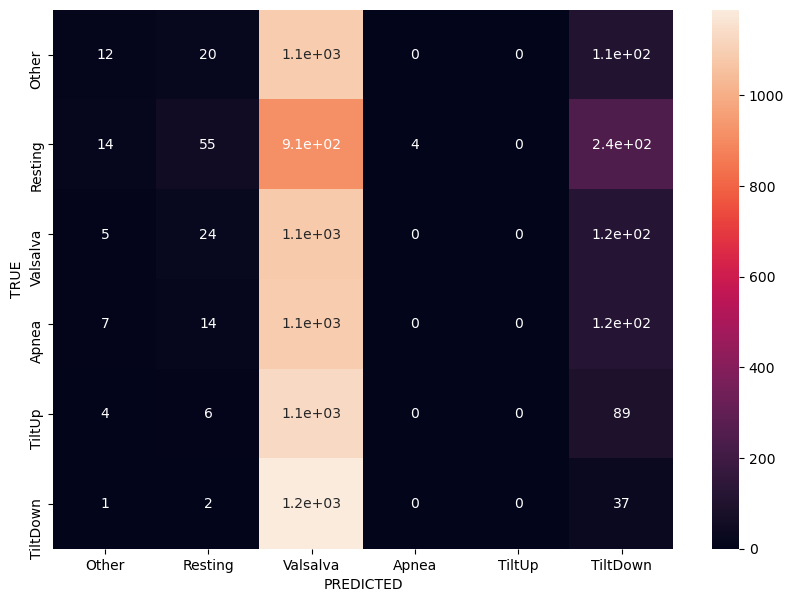 Other 12 20 1.1e+03 0 0 1.1e+02
Resting 14 55 9.1e+02 4 0 2.4e+02
Valsalva 5 24 1.1e+03 0 0 1.2e+02
Apnea 7 14 1.1e+03 0 0 1.2e+02
TiltUp 4 6 1.1e+03 0 0 89
TiltDown 1 2 1.2e+03 0 0 37
TRUE
Other Resting Valsalva Apnea TiltUp TiltDown
PREDICTED
1000
800
600
400
200
0